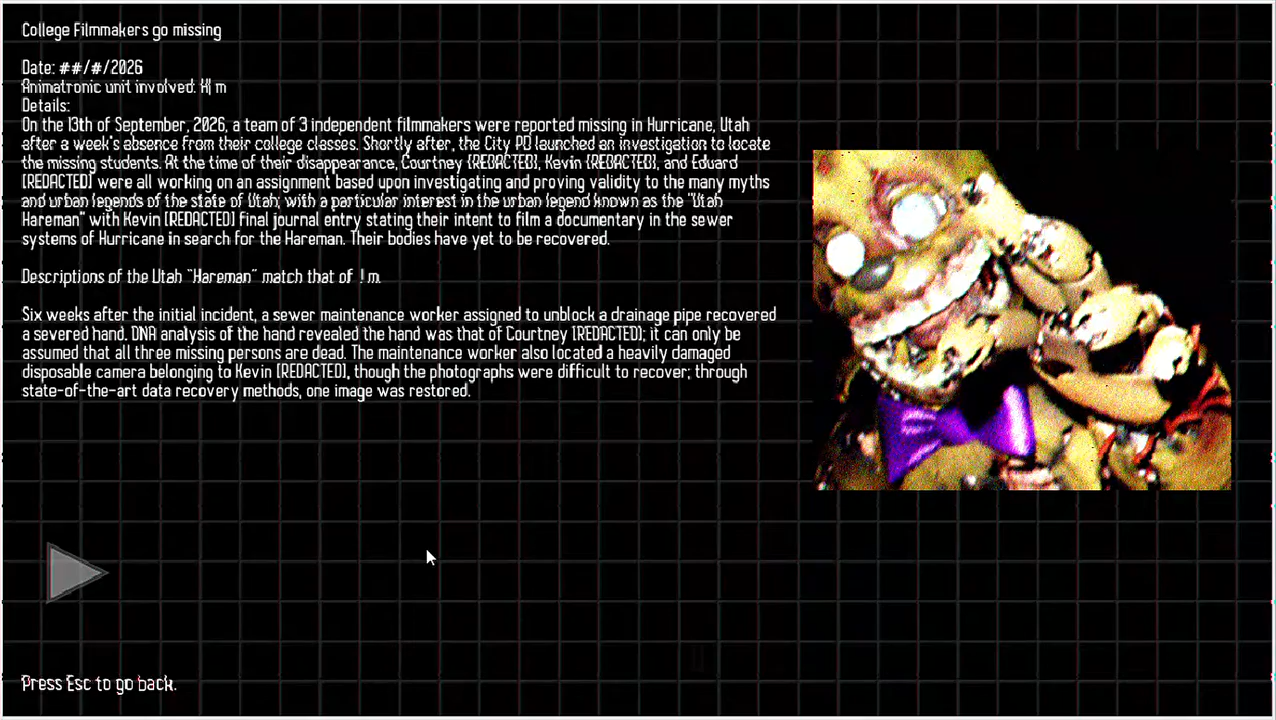 College Filmmakers go missing
Date: ##/#/2026
Animatronic unit involved: m
Details:
On the 13th of September, 2026, a team of 3 independent filmmakers were reported missing in Hurricane, Utah
after a week's absence from their college classes. Shortly after, the City PD launched an investigation to locate
the missing students. At the time of their disappearance, Courtney [REDACTED], Kevin [REDACTED], and Eduard
[REDACTED] were all working on an assignment based upon investigating and proving validity to the many myths
and urban legends of the state of Utah, with a particular interest in the urban legend known as the "Utah
Hareman" with Kevin [REDACTED] final journal entry stating their intent to film a documentary in the sewer
systems of Hurricane in search for the Hareman. Their bodies have yet to be recovered.
Descriptions of the Utah "Hareman" match that of ! m.
Six weeks after the initial incident, a sewer maintenance worker assigned to unblock a drainage pipe recovered
a severed hand. DNA analysis of the hand revealed the hand was that of Courtney [REDACTED]; it can only be
assumed that all three missing persons are dead. The maintenance worker also located a heavily damaged
disposable camera belonging to Kevin [REDACTED], though the photographs were difficult to recover; through
state-of-the-art data recovery methods, one image was restored.
Press Esc to go back.